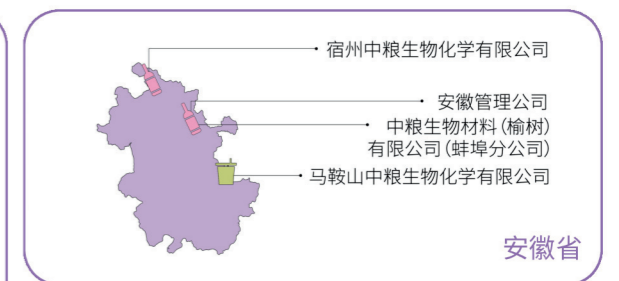 宿州中粮生物化学有限公司
安徽管理公司
中粮生物材料(榆树)
有限公司(蚌埠分公司)
马鞍山中粮生物化学有限公司
安徽省